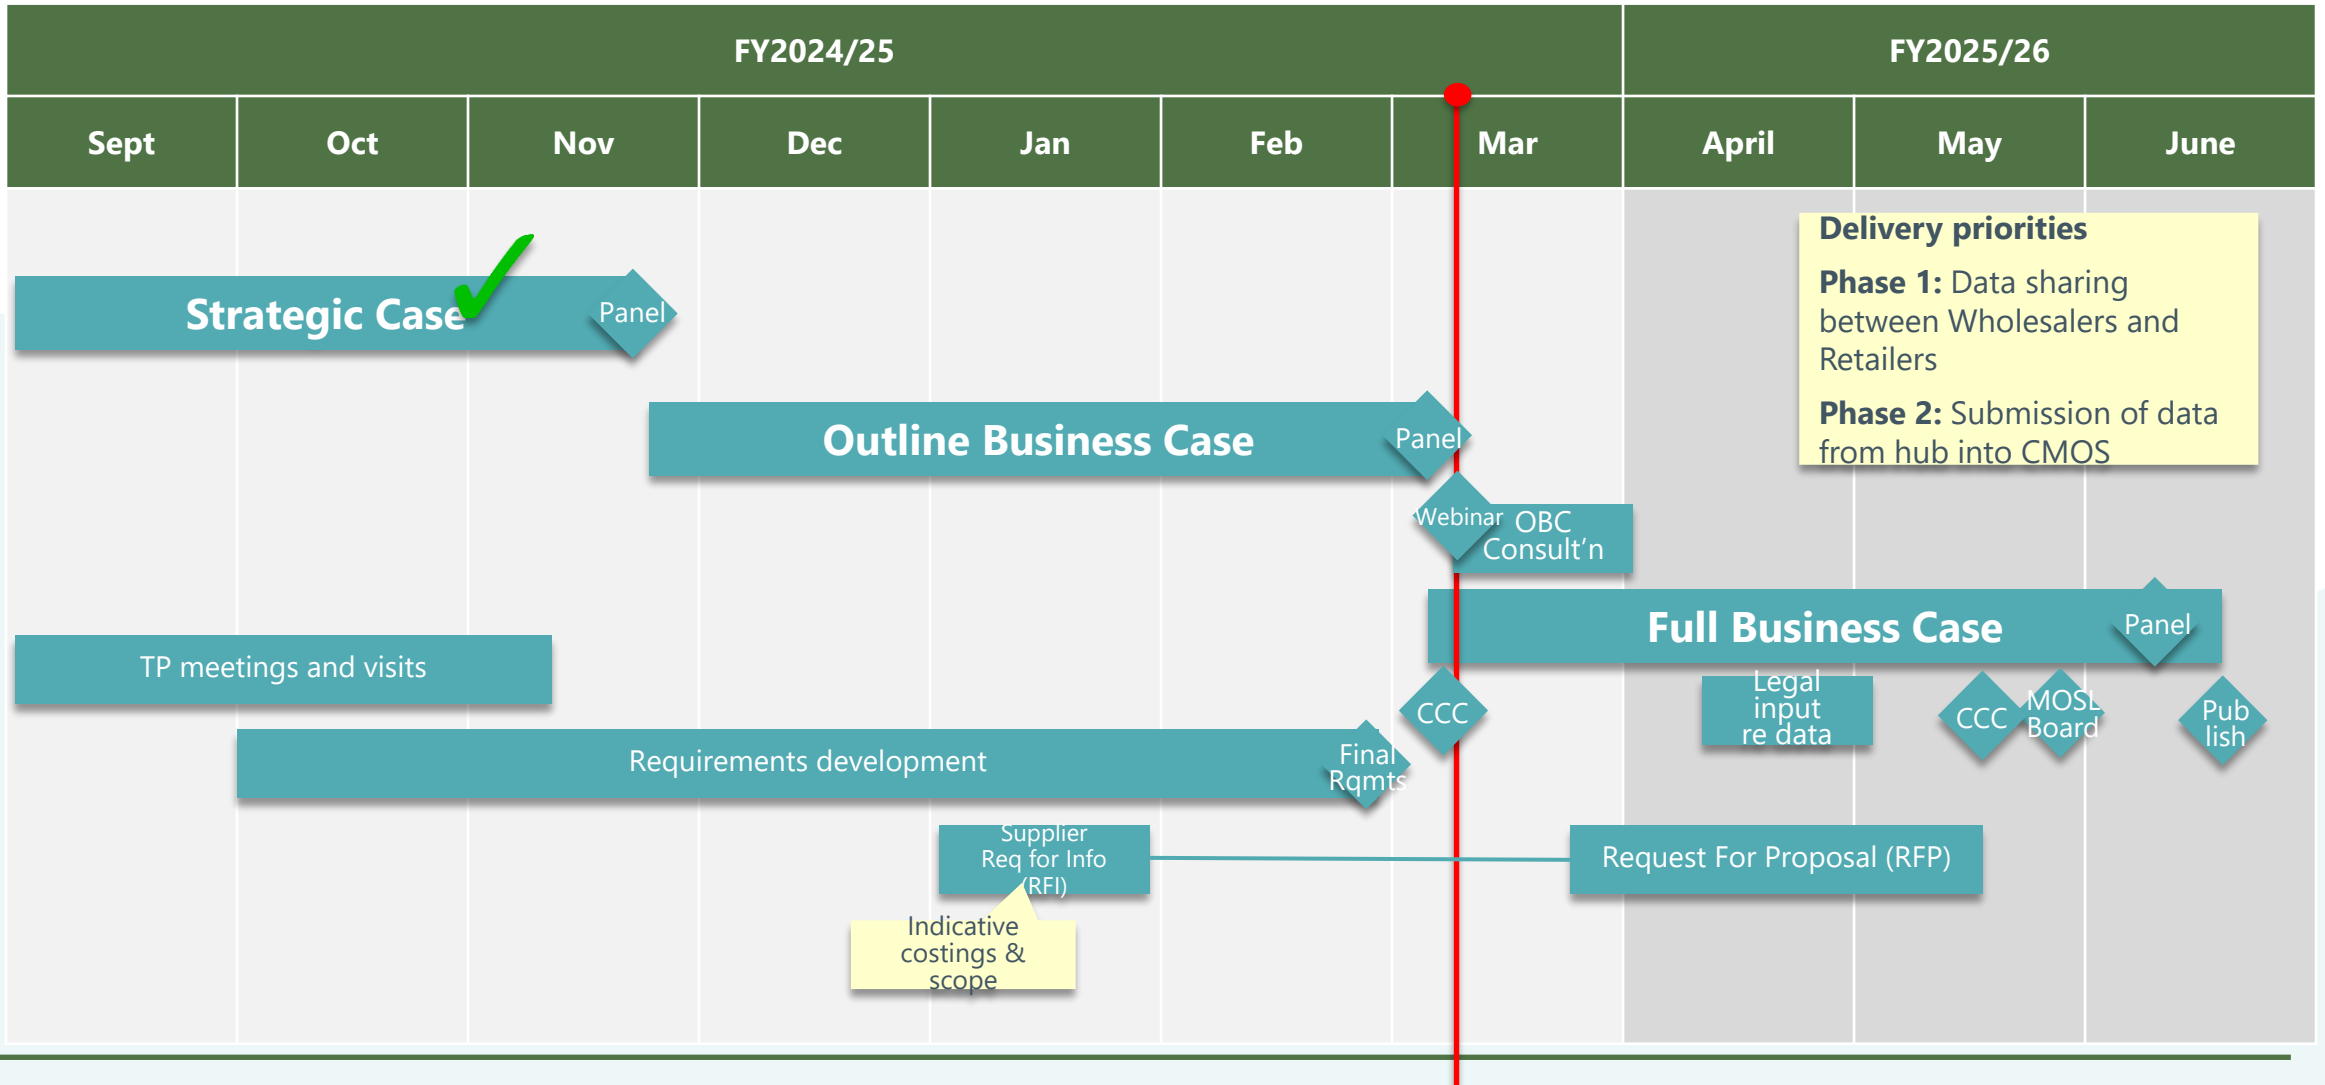 FY2024/25
FY2025/26
Sept
Oct
Nov
Dec
Jan
Feb
Mar
April
May
June
Delivery priorities
Phase 1: Data sharing
between Wholesalers and
Retailers
Phase 2: Submission of data
from hub into CMOS
Strategic Case
Panel
Outline Business Case
Panel
Webinar
OBC
Consult’n
Full Business Case
Panel
TP meetings and visits
CCC
Legal
input
re data
CCC
MOSL
Board
Pub
lish
Requirements development
Final
Rqmts
Supplier
Req for Info
(RFI)
Request For Proposal (RFP)
Indicative
costings &
scope